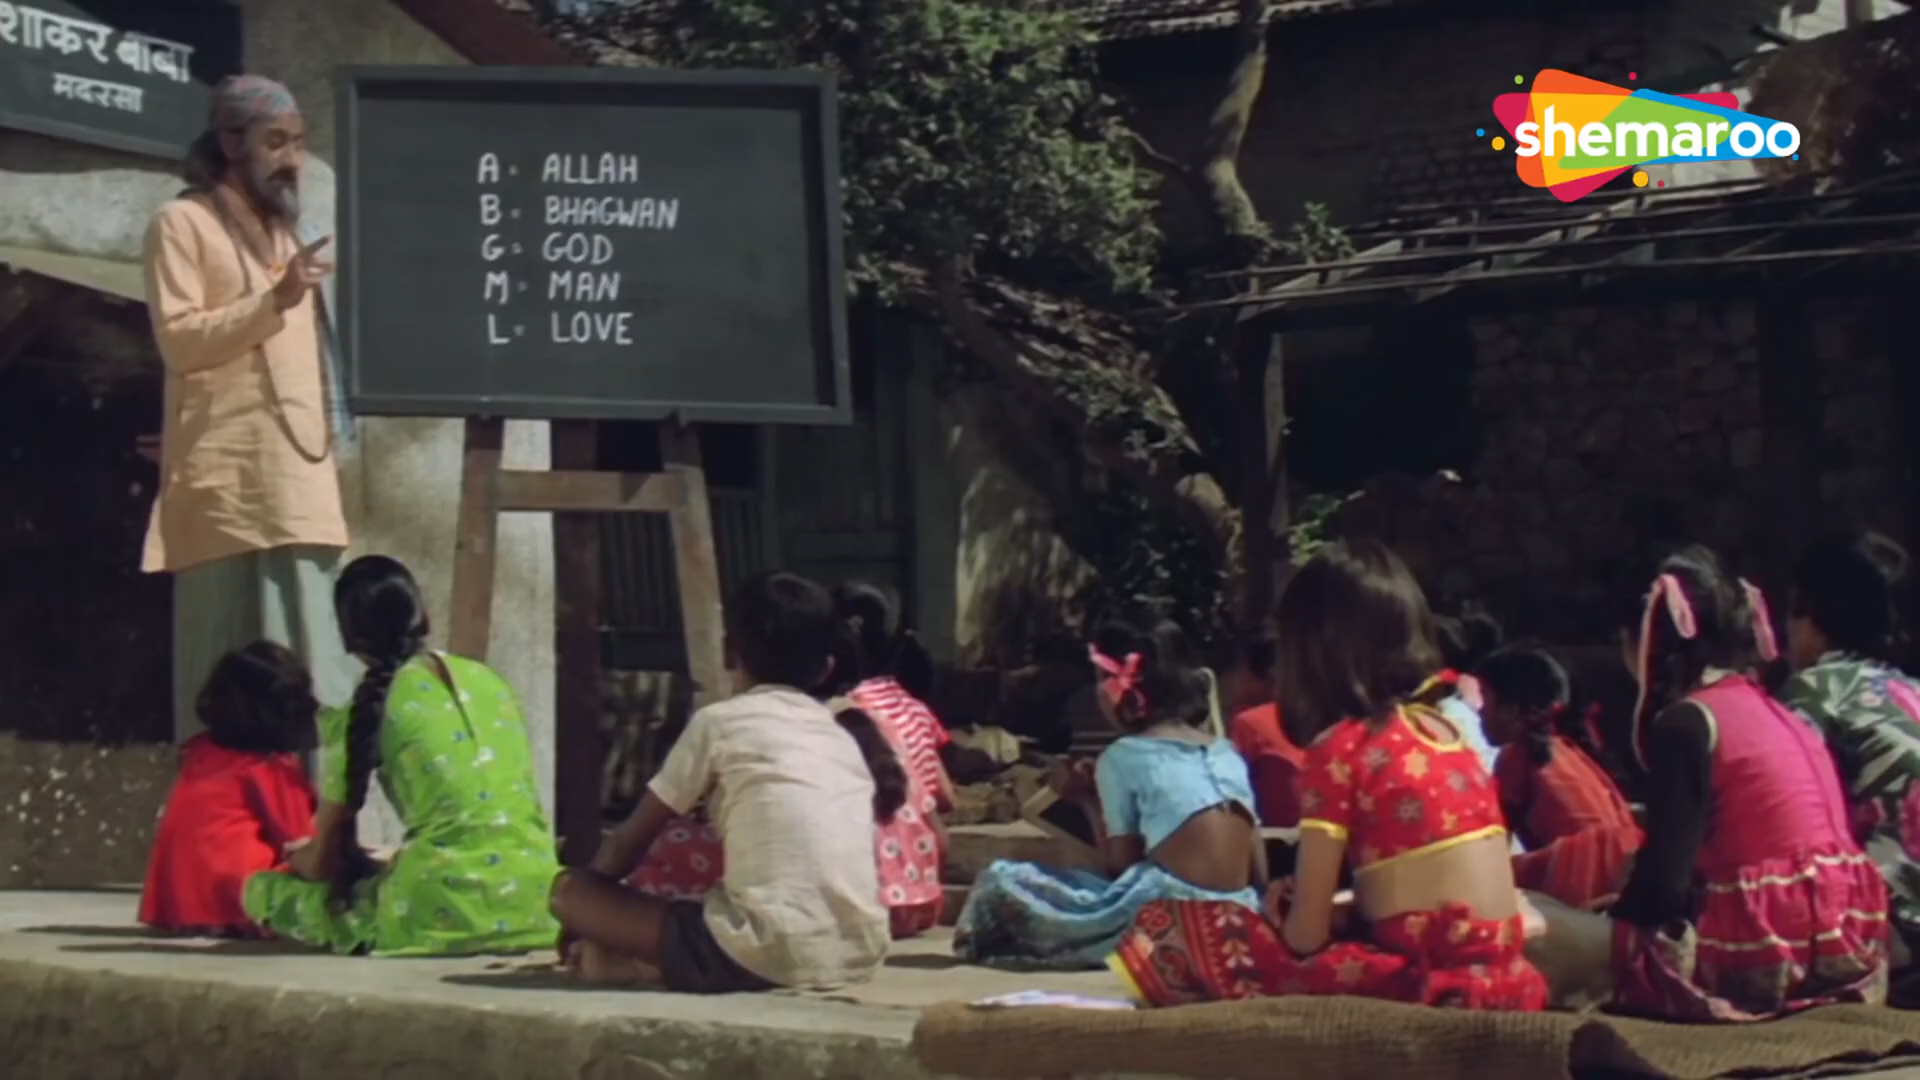 शाकर बाबा
मदरसा
A - ALLAH
B - BHAGWAN
G - GOD
M - MAN
L - LOVE
shemaroo